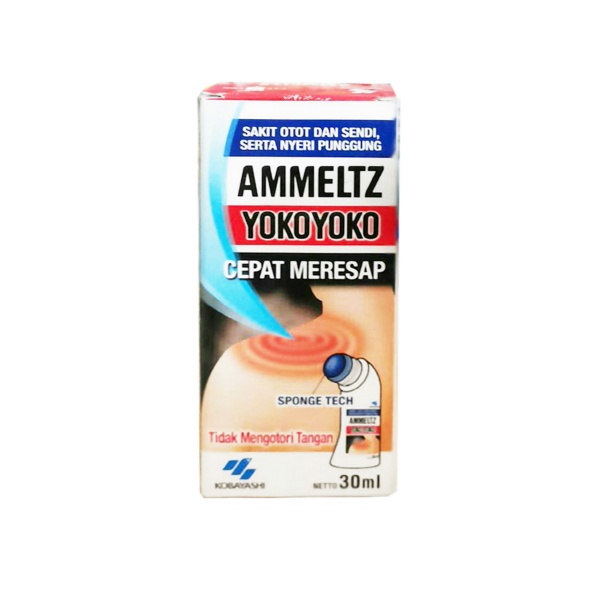 SAKIT OTOT DAN SENDI,
SERTA NYERI PUNGGUNG
AMMELTZ
YOKOYOKO
CEPAT MERESAP
SPONGE TECH
AMMELTZ
Tidak Mengotori Tangan
KOBAYASHI
NETTO 30ml